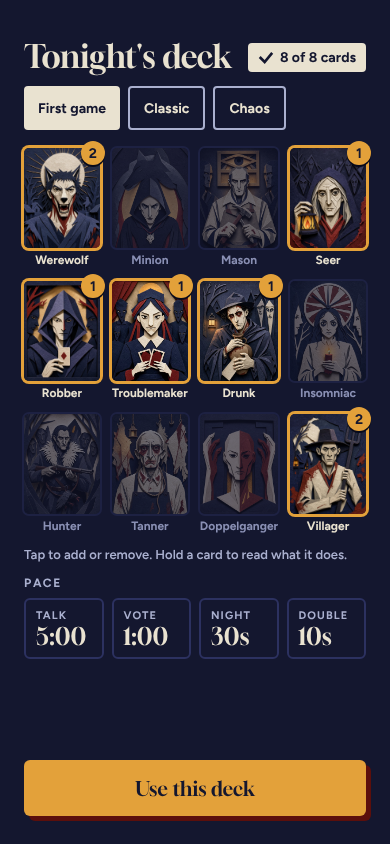 Tonight's deck
8 of 8 cards
First game
Classic
Chaos
2
1
Werewolf
Minion
Mason
Seer
1
1
1
Robber
Troublemaker
Drunk
Insomniac
2
Hunter
Tanner
Doppelganger
Villager
Tap to add or remove. Hold a card to read what it does.
PACE
TALK
VOTE
NIGHT
DOUBLE
5:00
1:00
30s
10s
Use this deck